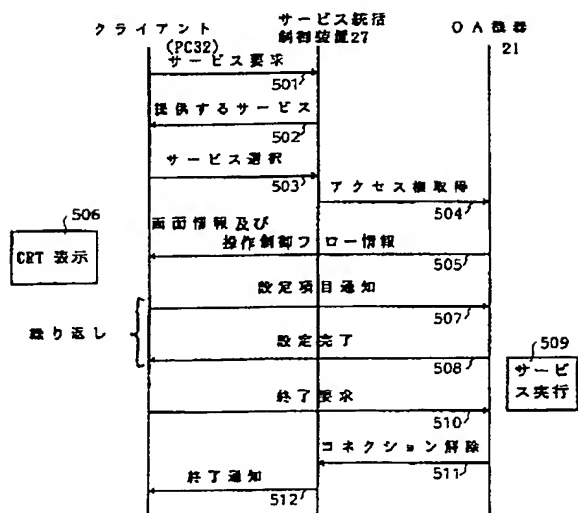 クライアント
(PC32)
サービス統括
制御装置27
OA機器
21
サービス要求
501
提供するサービス
502
サービス選択
503
アクセス権取得
504
506
CRT 表示
画面情報及び
操作制御フロー情報
505
設定項目通知
507
繰り返し
設定完了
508
509
サービ
ス実行
終了要求
510
コネクション解除
511
終了通知
512